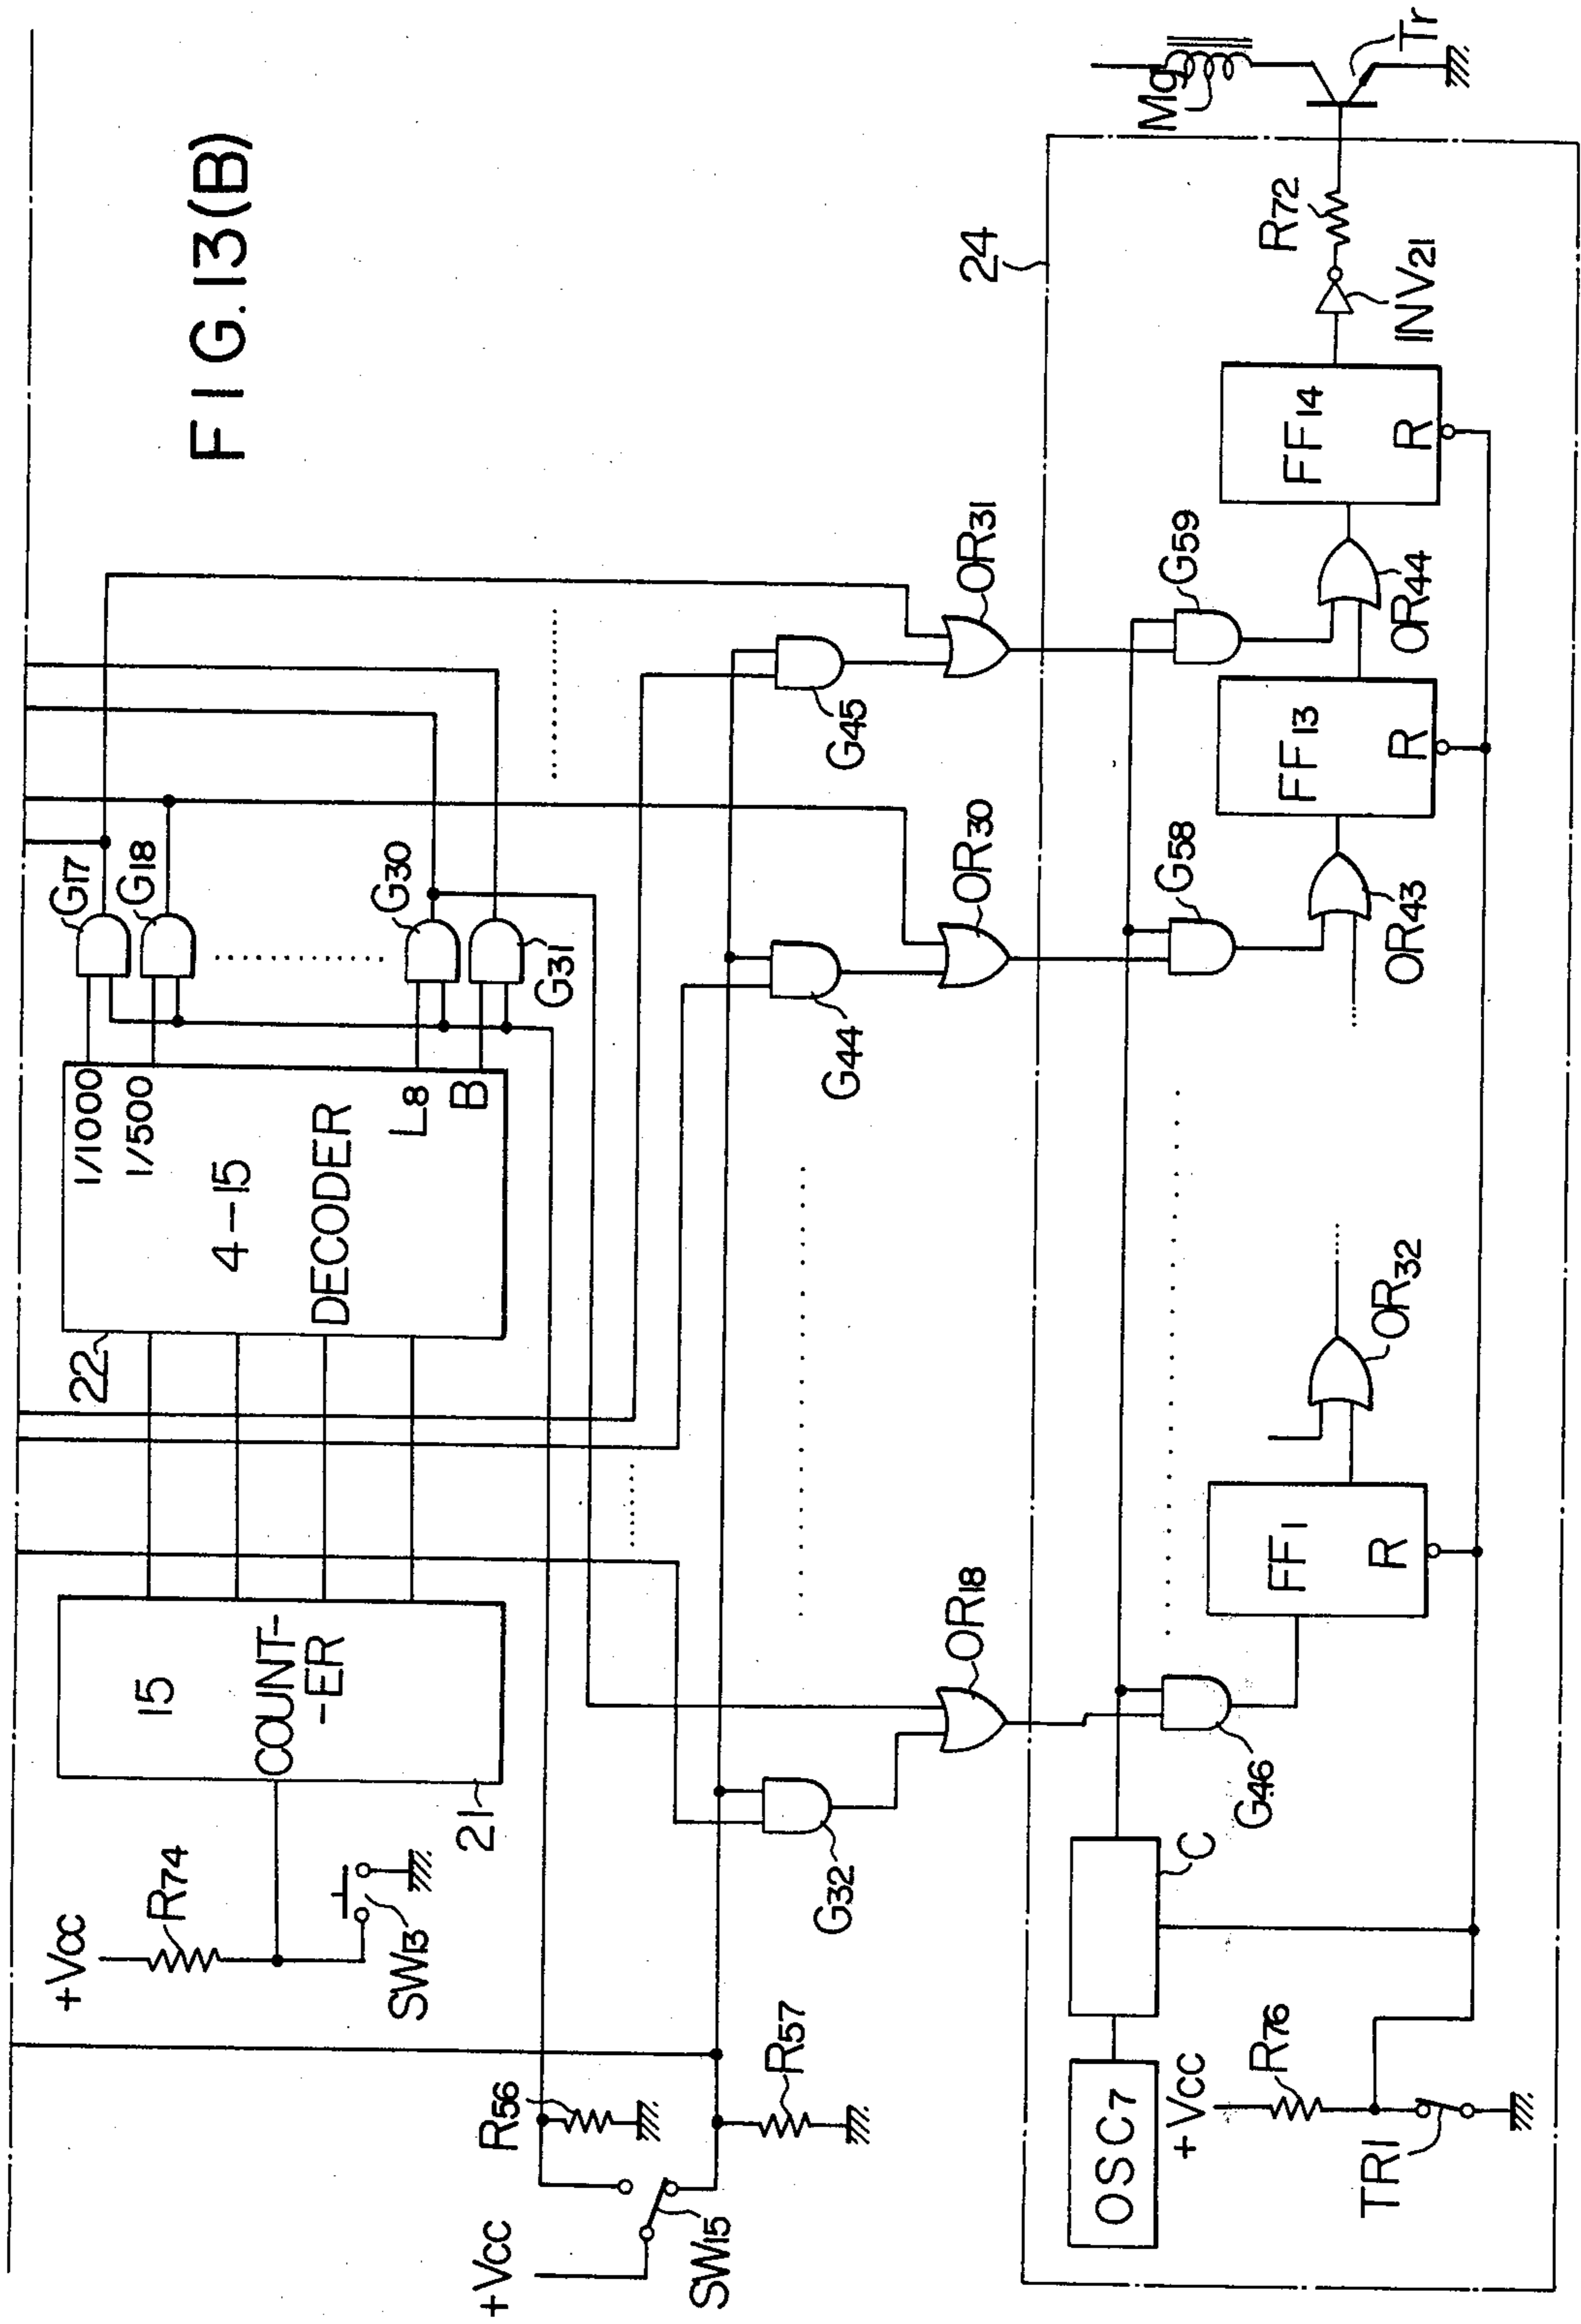 FIG.13(B)
+Vcc
R74
SW13
15
COUNT-
-ER
21
22
4-15
DECODER
1/1000
1/500
L8
B
G17
G18
G30
G31
+Vcc
SW15
R56
R57
G32
G44
G45
OR18
OR30
OR31
24
OSC7
C
+Vcc
R76
TR1
G46
G58
G59
FF1
R
OR32
OR43
FF13
R
OR44
FF14
R
INV21
R72
Mg
Tr